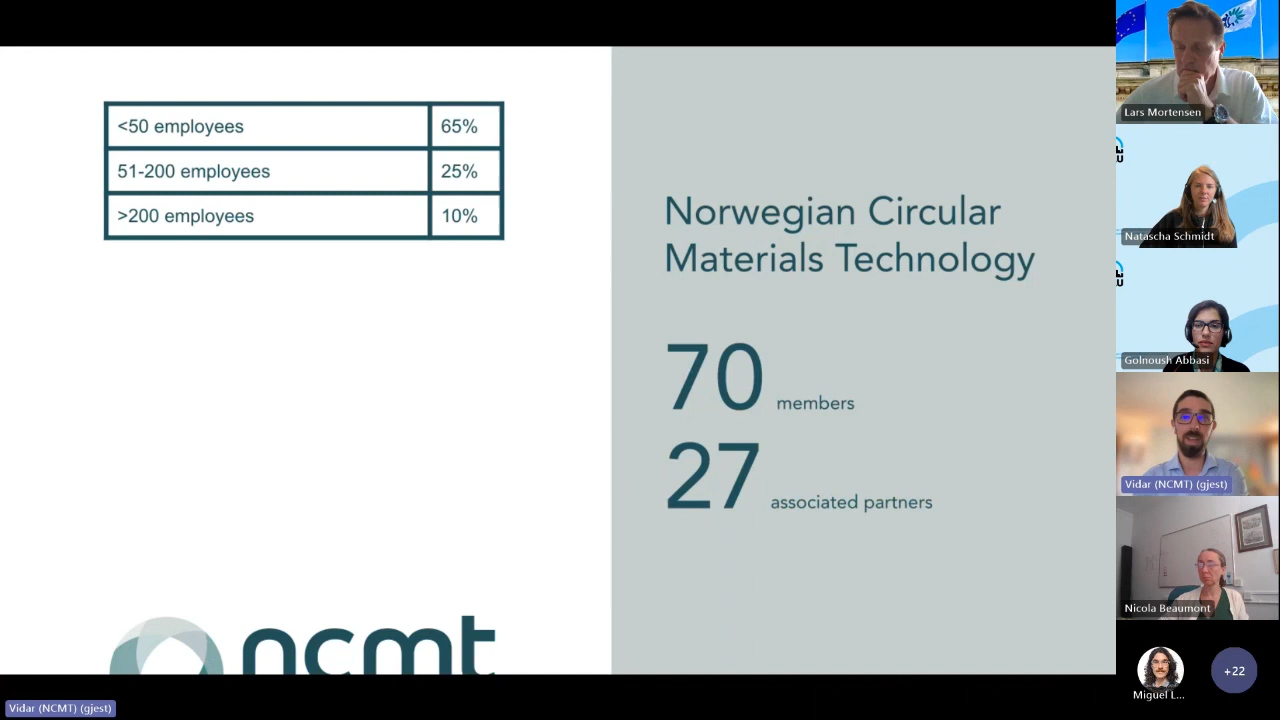 <50 employees 65%
51-200 employees 25%
>200 employees 10%
Norwegian Circular
Materials Technology
70 members
27 associated partners
ncmt
Lars Mortensen
Natascha Schmidt
Golnoush Abbasi
Vidar (NCMT) (gjest)
Nicola Beaumont
Miguel L...
+22
Vidar (NCMT) (gjest)